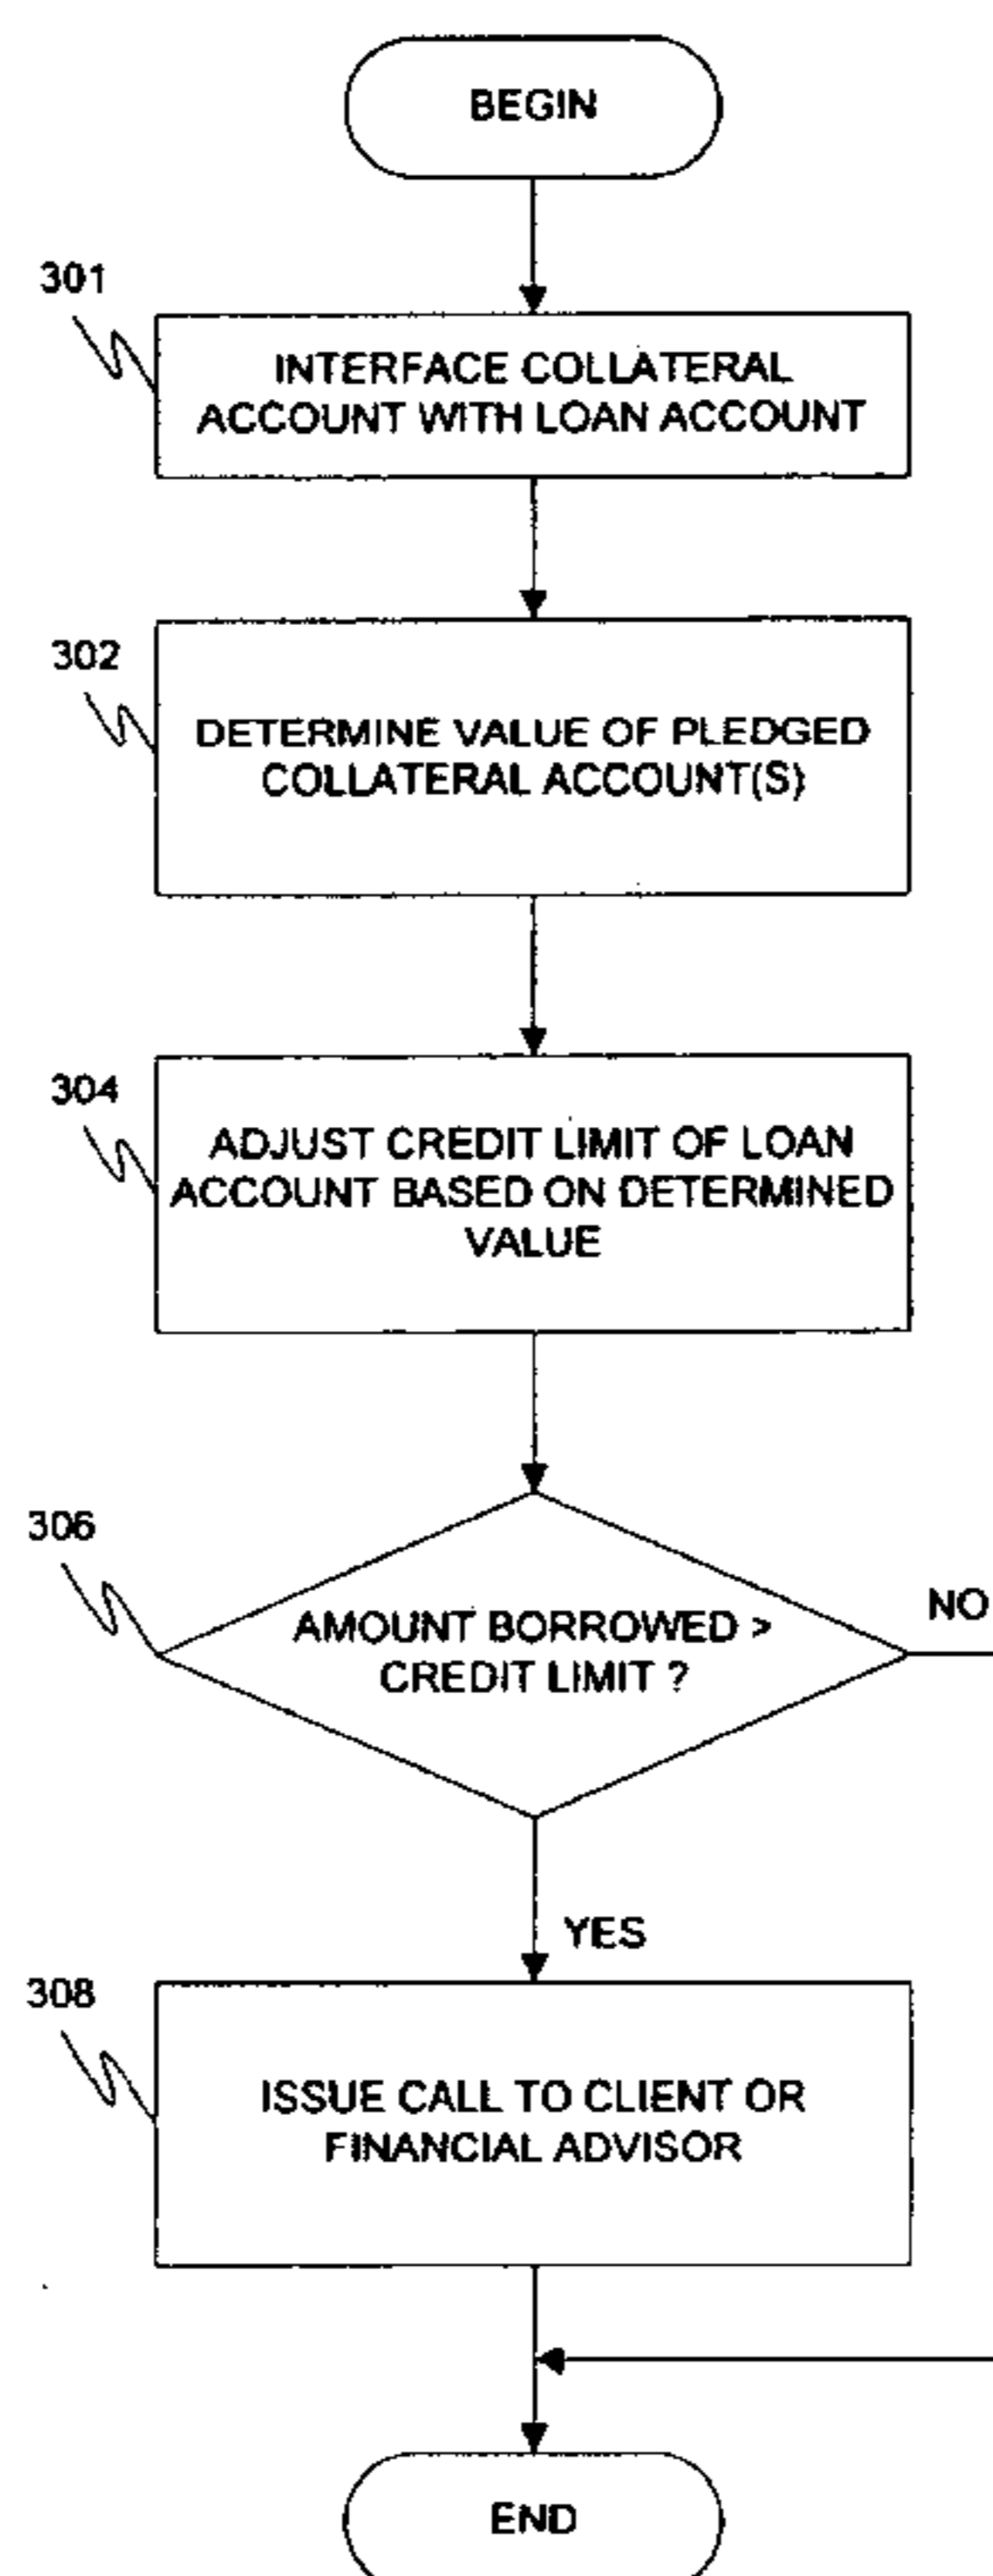 BEGIN
301
INTERFACE COLLATERAL
ACCOUNT WITH LOAN ACCOUNT
302
DETERMINE VALUE OF PLEDGED
COLLATERAL ACCOUNT(S)
304
ADJUST CREDIT LIMIT OF LOAN
ACCOUNT BASED ON DETERMINED
VALUE
306
AMOUNT BORROWED >
CREDIT LIMIT ?
NO
YES
308
ISSUE CALL TO CLIENT OR
FINANCIAL ADVISOR
END